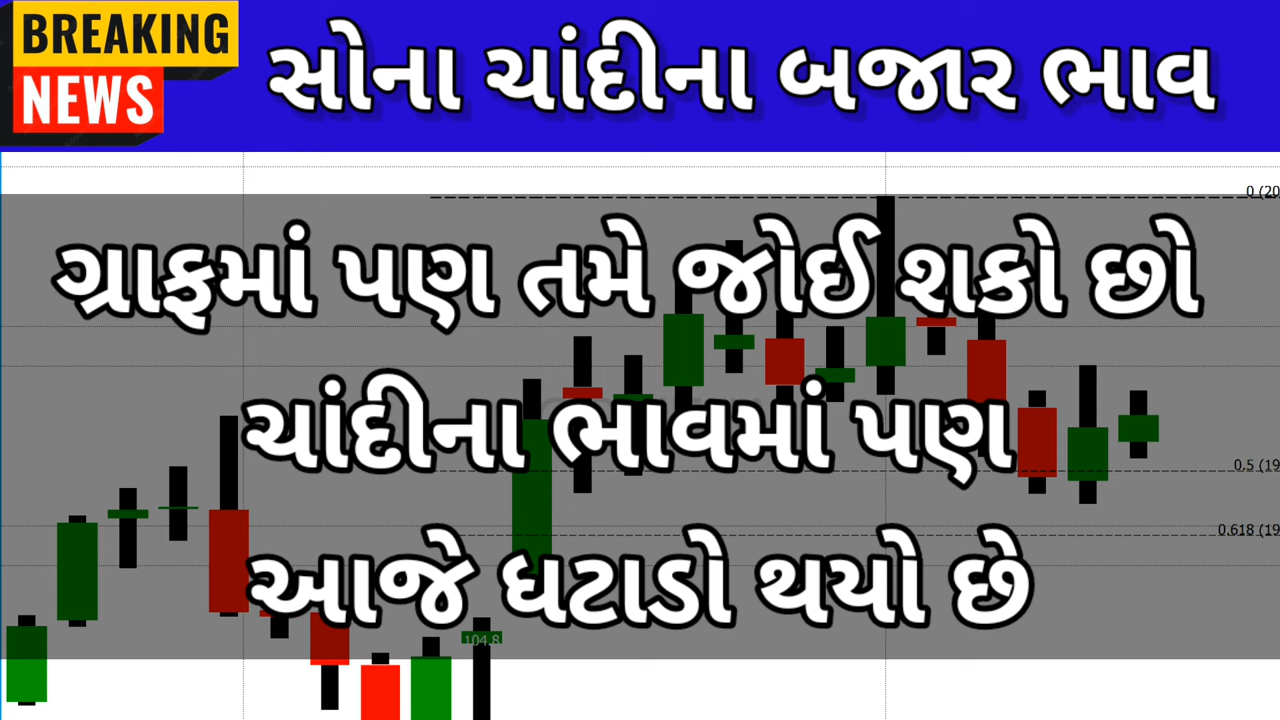 BREAKING
NEWS
સોના ચાંદીના બજાર ભાવ
0 (20
ગ્રાફમાં પણ તમે જોઈ શકો છો
ચાંદીના ભાવમાં પણ
0.5 (19
0.618 (19
આજે ઘટાડો થયો છે
104.8